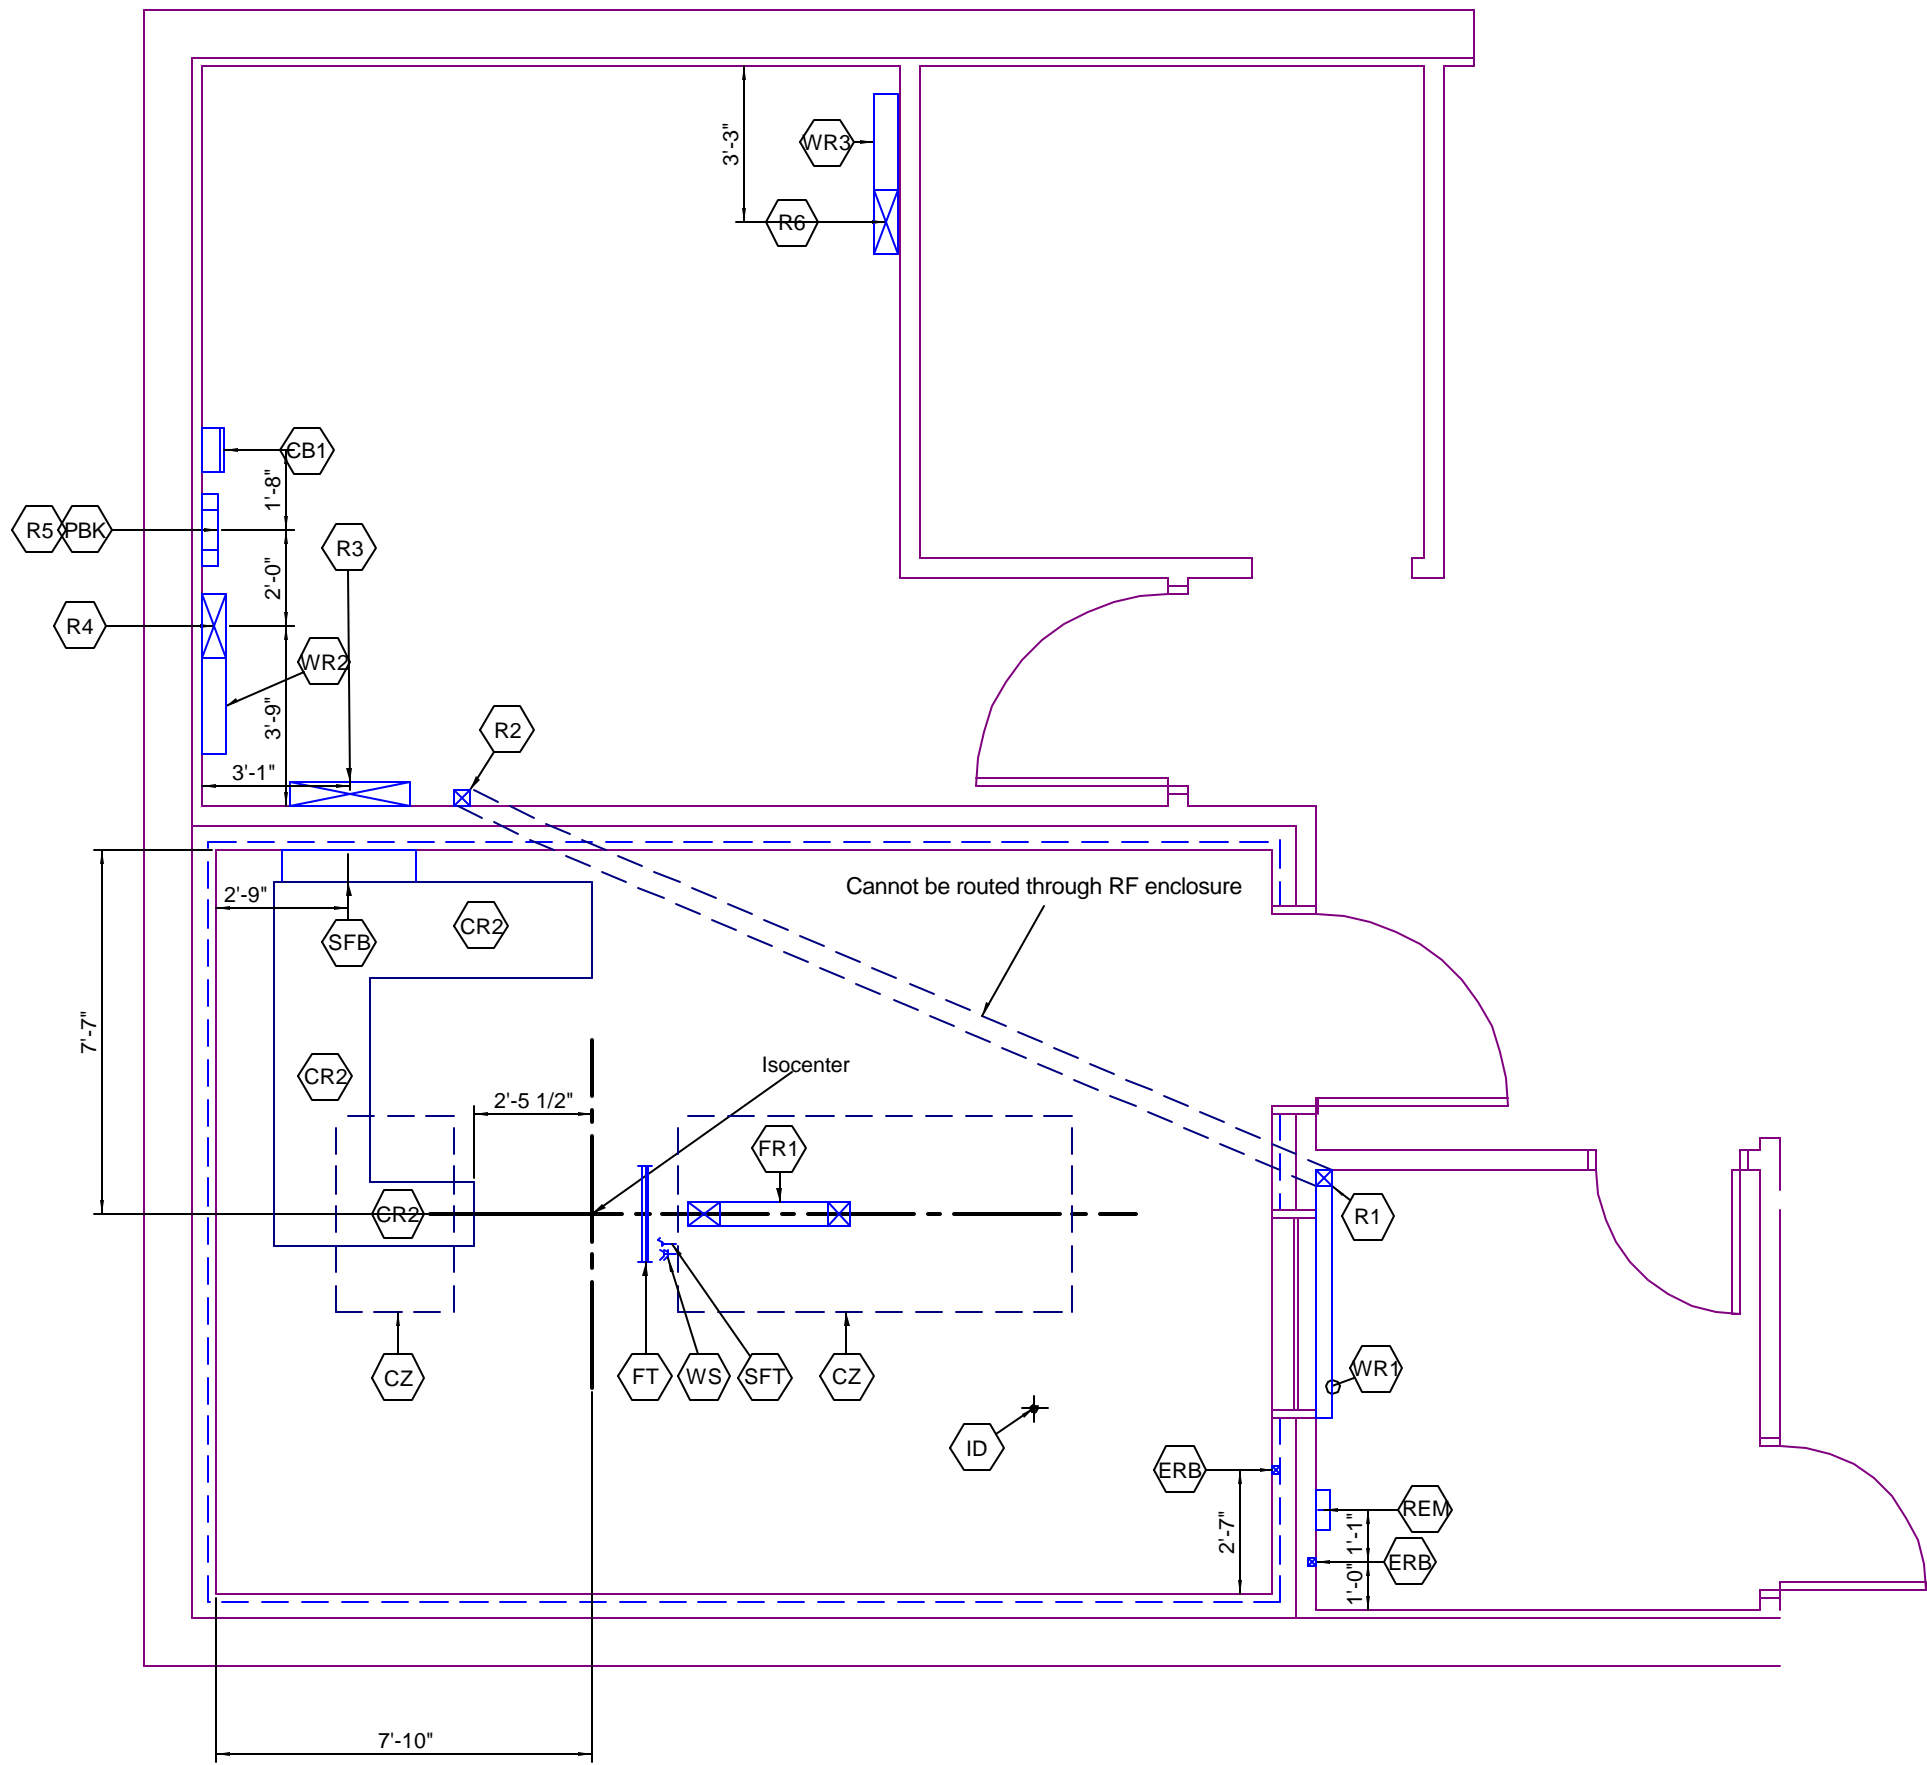 3'-3"
WR3
R6
CB1
1'-8"
R5
PBK
R3
2'-0"
R4
WR2
3'-9"
R2
3'-1"
Cannot be routed through RF enclosure
2'-9"
CR2
SFB
7'-7"
CR2
Isocenter
2'-5 1/2"
FR1
CR2
R1
CZ
FT
WS
SFT
CZ
WR1
ID
ERB
REM
2'-7"
1'-1"
ERB
1'-0"
7'-10"